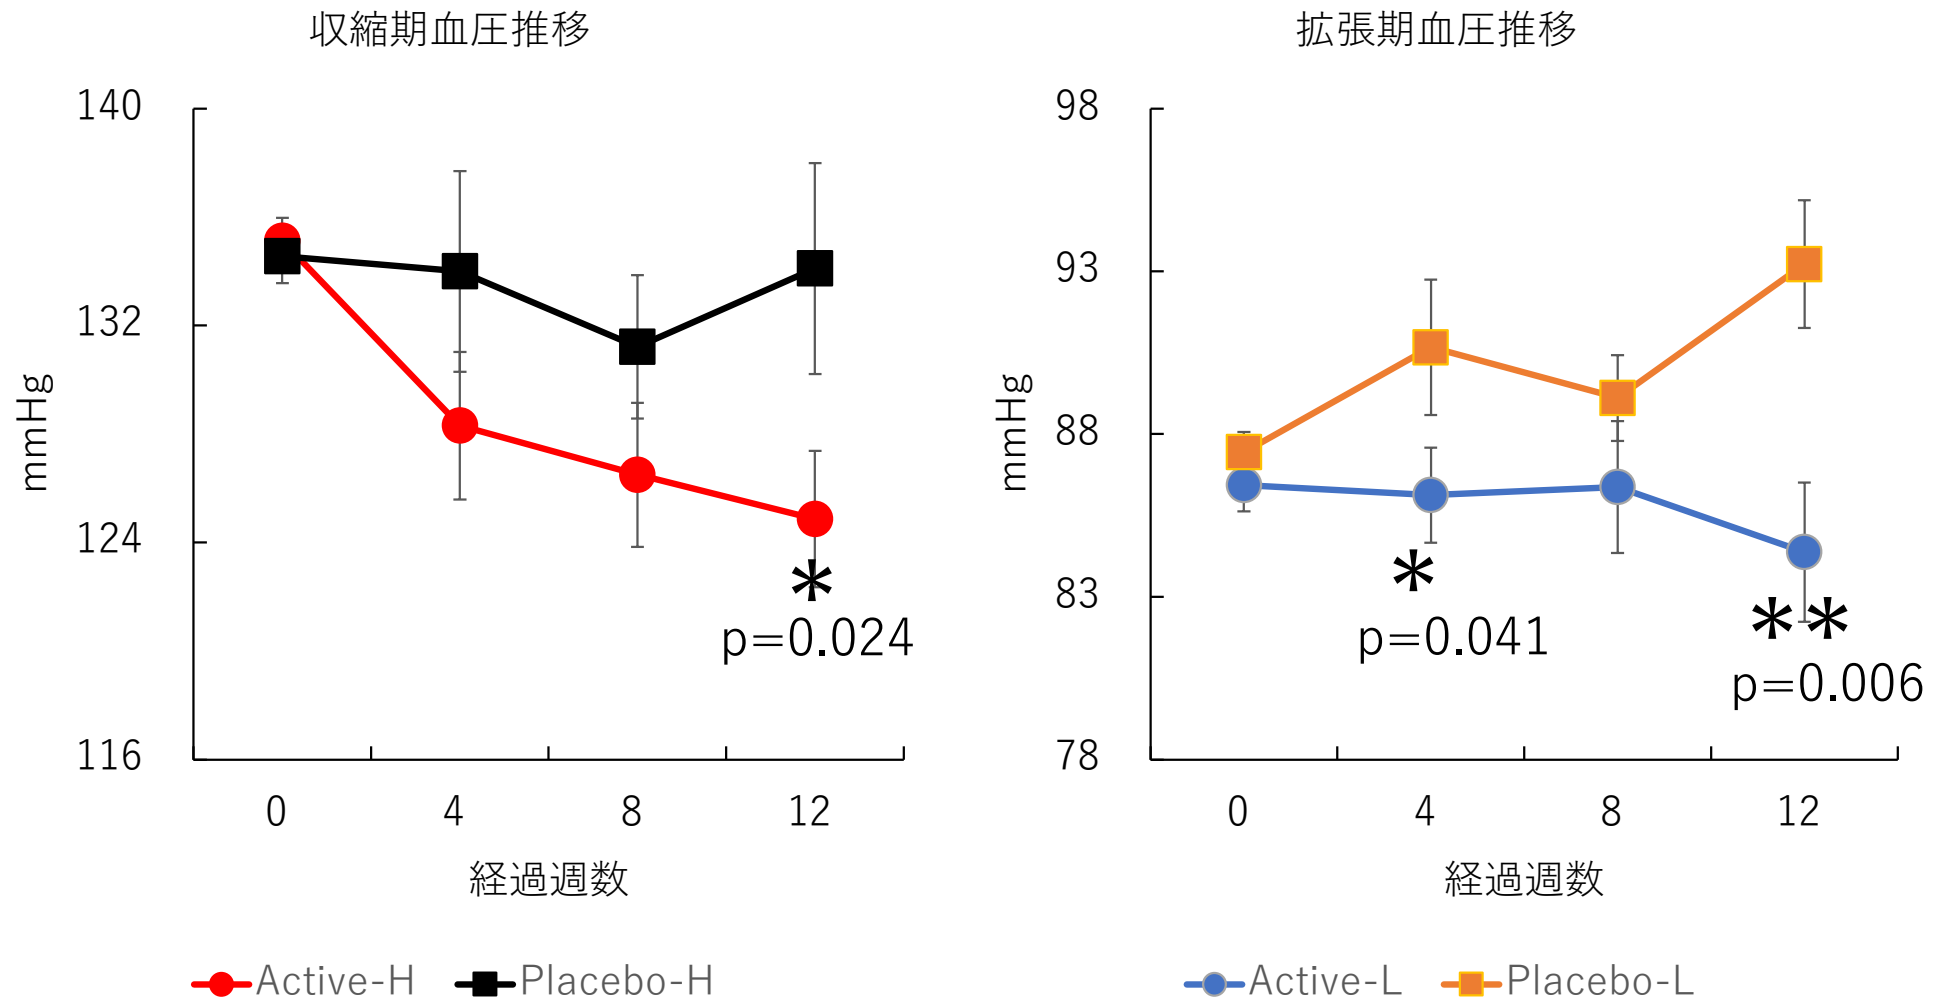 収縮期血圧推移
140
132
124
116
mmHg
*
p=0.024
0 4 8 12
経過週数
Active-H Placebo-H
拡張期血圧推移
98
93
88
83
78
mmHg
*
p=0.041
**
p=0.006
0 4 8 12
経過週数
Active-L Placebo-L